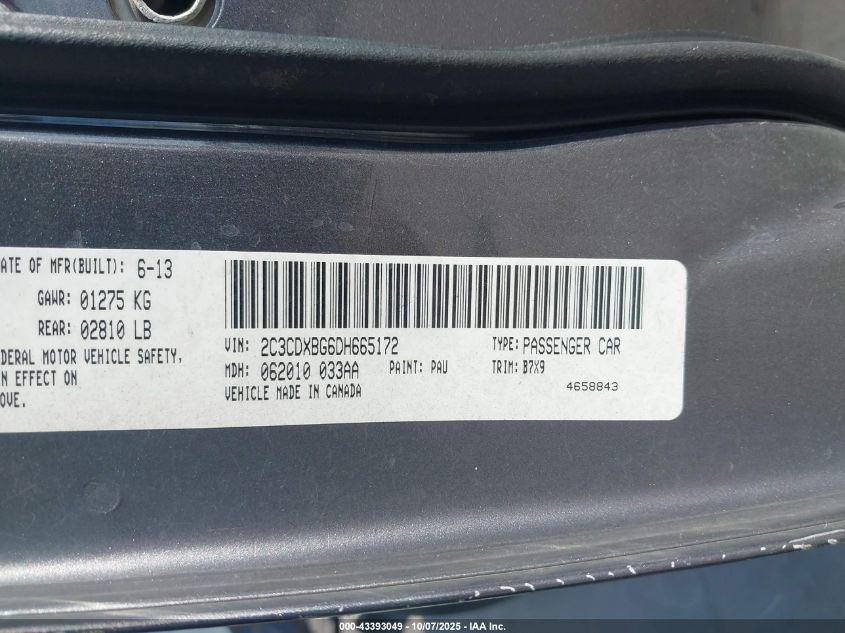 ATE OF MFR(BUILT): 6-13
GAWR: 01275 KG
REAR: 02810 LB
DERAL MOTOR VEHICLE SAFETY,
N EFFECT ON
OVE.
VIN: 2C3CDXBG6DH665172 TYPE: PASSENGER CAR
MDH: 062010 033AA PAINT: PAU TRIM: B7X9
VEHICLE MADE IN CANADA 4658843
000-43393049 - 10/07/2025 - IAA Inc.